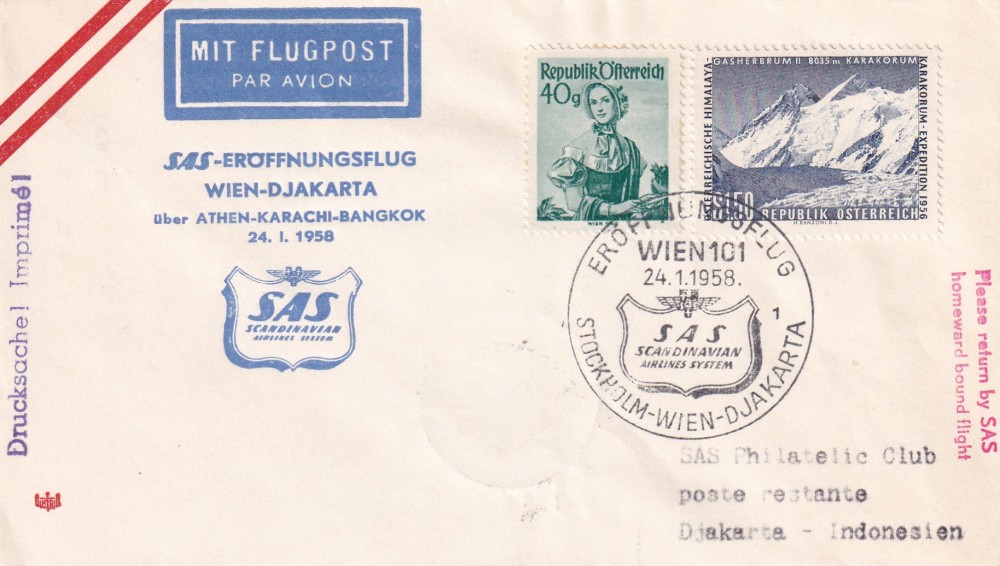 MIT FLUGPOST
PAR AVION
SAS-ERÖFFNUNGSFLUG
WIEN-DJAKARTA
über ATHEN-KARACHI-BANGKOK
24. I. 1958
SAS
SCANDINAVIAN
AIRLINES SYSTEM
Drucksache! Imprimé!
Republik Österreich
40g
WIEN
GASHERBRUM II 8035 m KARAKORUM
ÖSTERREICHISCHE HIMALAYA-
KARAKORUM-EXPEDITION 1956
S1.50 REPUBLIK ÖSTERREICH
ERÖFFNUNGSFLUG
WIEN 101
24.1.1958.
1
SAS
SCANDINAVIAN
AIRLINES SYSTEM
STOCKHOLM-WIEN-DJAKARTA
Please return by SAS
homeward bound flight
SAS Philatelic Club
poste restante
Djakarta - Indonesien